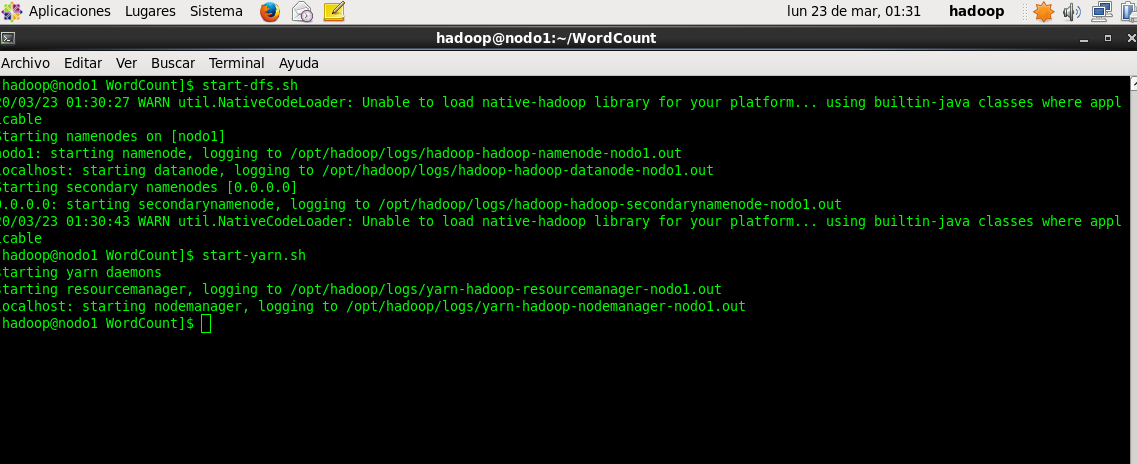 Aplicaciones Lugares Sistema lun 23 de mar, 01:31 hadoop
hadoop@nodo1:~/WordCount
Archivo Editar Ver Buscar Terminal Ayuda
hadoop@nodo1 WordCount]$ start-dfs.sh
20/03/23 01:30:27 WARN util.NativeCodeLoader: Unable to load native-hadoop library for your platform... using builtin-java classes where appl
icable
Starting namenodes on [nodo1]
nodo1: starting namenode, logging to /opt/hadoop/logs/hadoop-hadoop-namenode-nodo1.out
localhost: starting datanode, logging to /opt/hadoop/logs/hadoop-hadoop-datanode-nodo1.out
Starting secondary namenodes [0.0.0.0]
0.0.0.0: starting secondarynamenode, logging to /opt/hadoop/logs/hadoop-hadoop-secondarynamenode-nodo1.out
20/03/23 01:30:43 WARN util.NativeCodeLoader: Unable to load native-hadoop library for your platform... using builtin-java classes where appl
icable
hadoop@nodo1 WordCount]$ start-yarn.sh
starting yarn daemons
starting resourcemanager, logging to /opt/hadoop/logs/yarn-hadoop-resourcemanager-nodo1.out
localhost: starting nodemanager, logging to /opt/hadoop/logs/yarn-hadoop-nodemanager-nodo1.out
hadoop@nodo1 WordCount]$